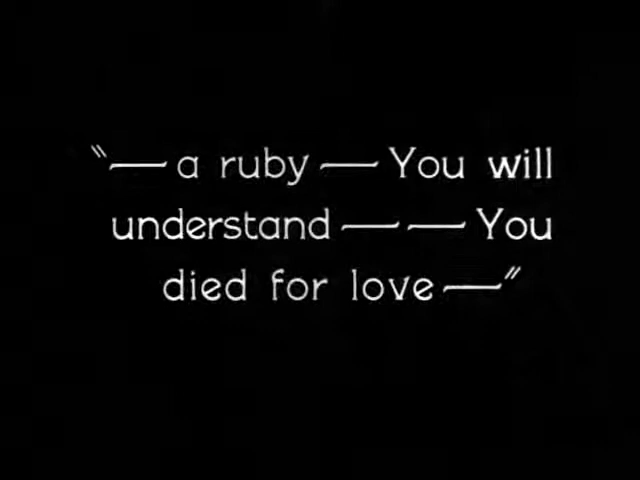 "— a ruby — You will
understand — — You
died for love —"